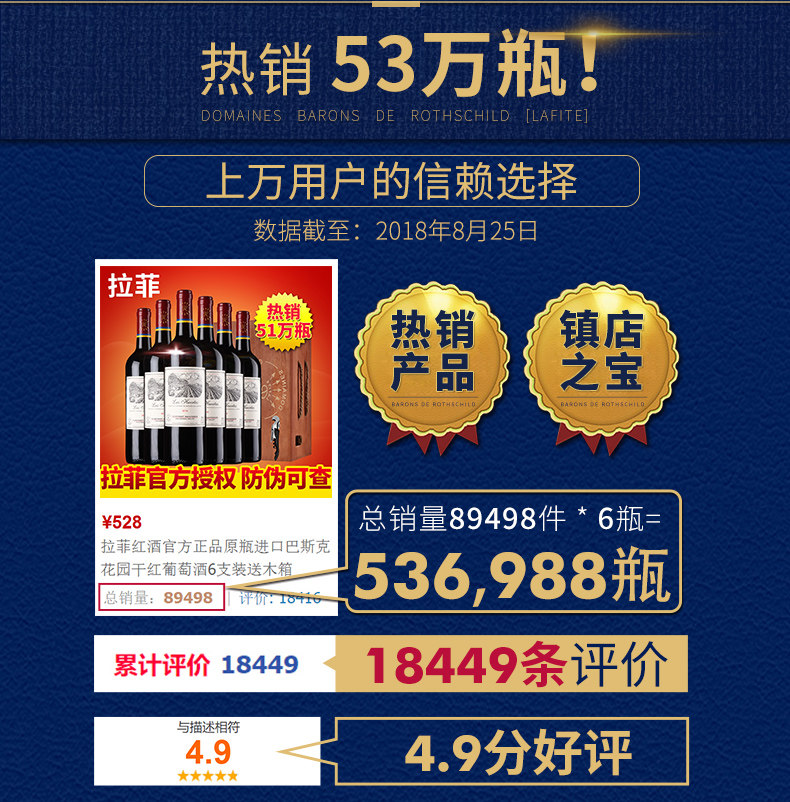 热销 53万瓶!
DOMAINES BARONS DE ROTHSCHILD [LAFITE]
上万用户的信赖选择
数据截至：2018年8月25日
拉菲
热销
51万瓶
拉菲官方授权 防伪可查
¥528
拉菲红酒官方正品原瓶进口巴斯克
花园干红葡萄酒6支装送木箱
总销量：89498
评价: 18416
热销
产品
BARONS DE ROTHSCHILD
镇店
之宝
BARONS DE ROTHSCHILD
总销量89498件 * 6瓶=
536,988瓶
累计评价 18449
18449条评价
与描述相符
4.9
4.9分好评